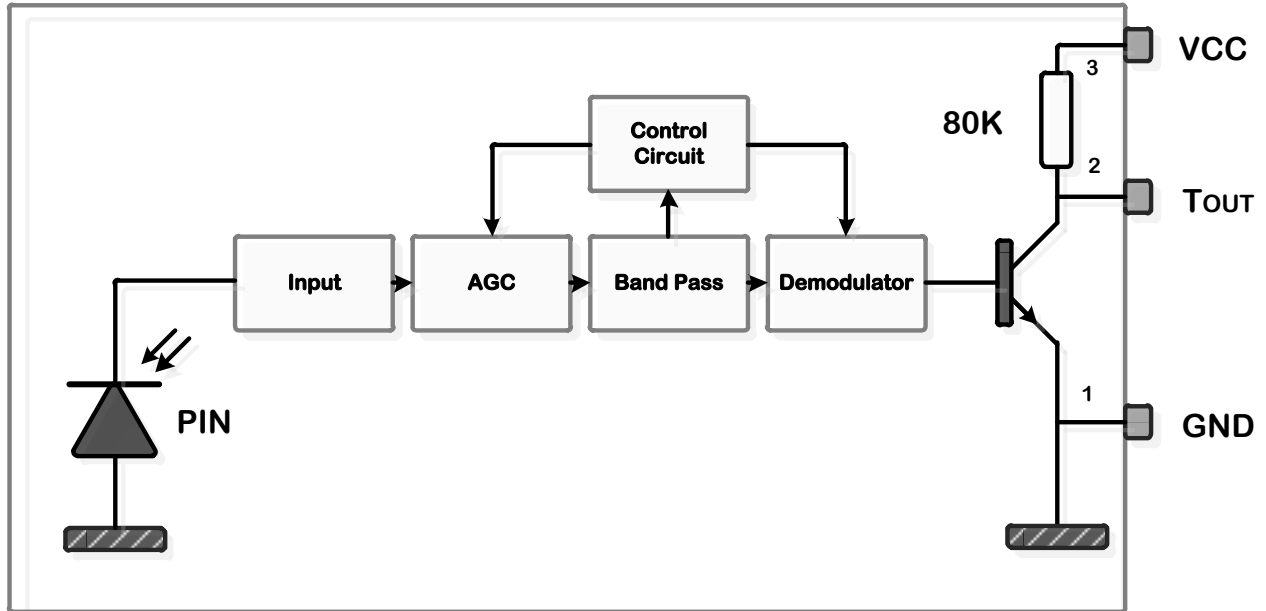 VCC
3
80K
Control
Circuit
2
TOUT
Input
AGC
Band Pass
Demodulator
1
PIN
GND